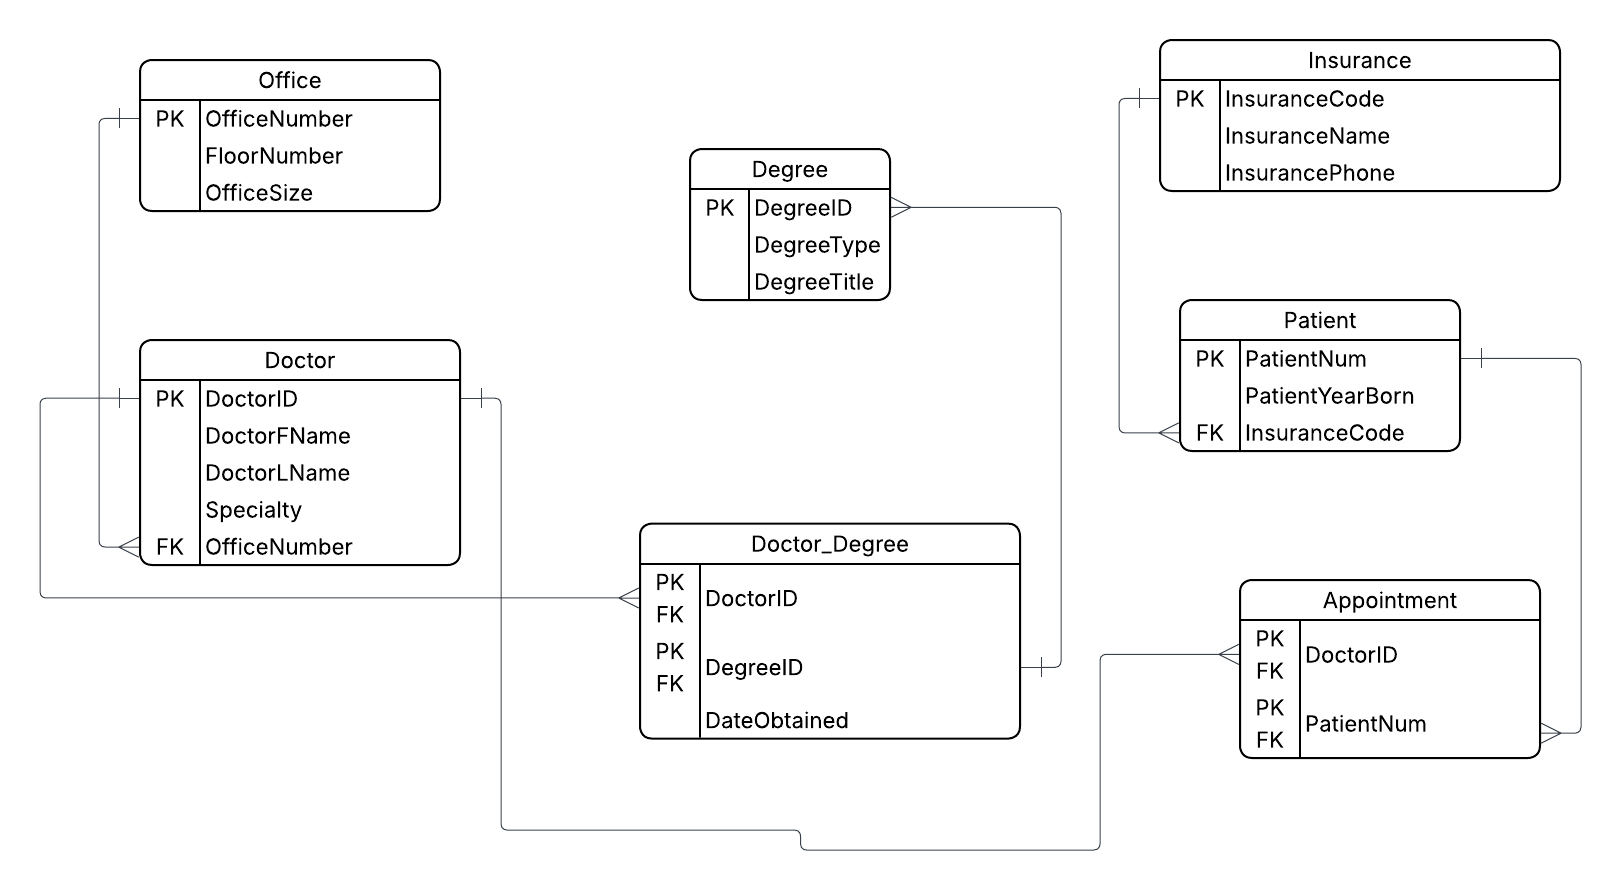 Office
PK OfficeNumber
FloorNumber
OfficeSize
Doctor
PK DoctorID
DoctorFName
DoctorLName
Specialty
FK OfficeNumber
Degree
PK DegreeID
DegreeType
DegreeTitle
Doctor_Degree
PK
FK
DoctorID
PK
FK
DegreeID
DateObtained
Insurance
PK InsuranceCode
InsuranceName
InsurancePhone
Patient
PK PatientNum
PatientYearBorn
FK InsuranceCode
Appointment
PK
FK
DoctorID
PK
FK
PatientNum